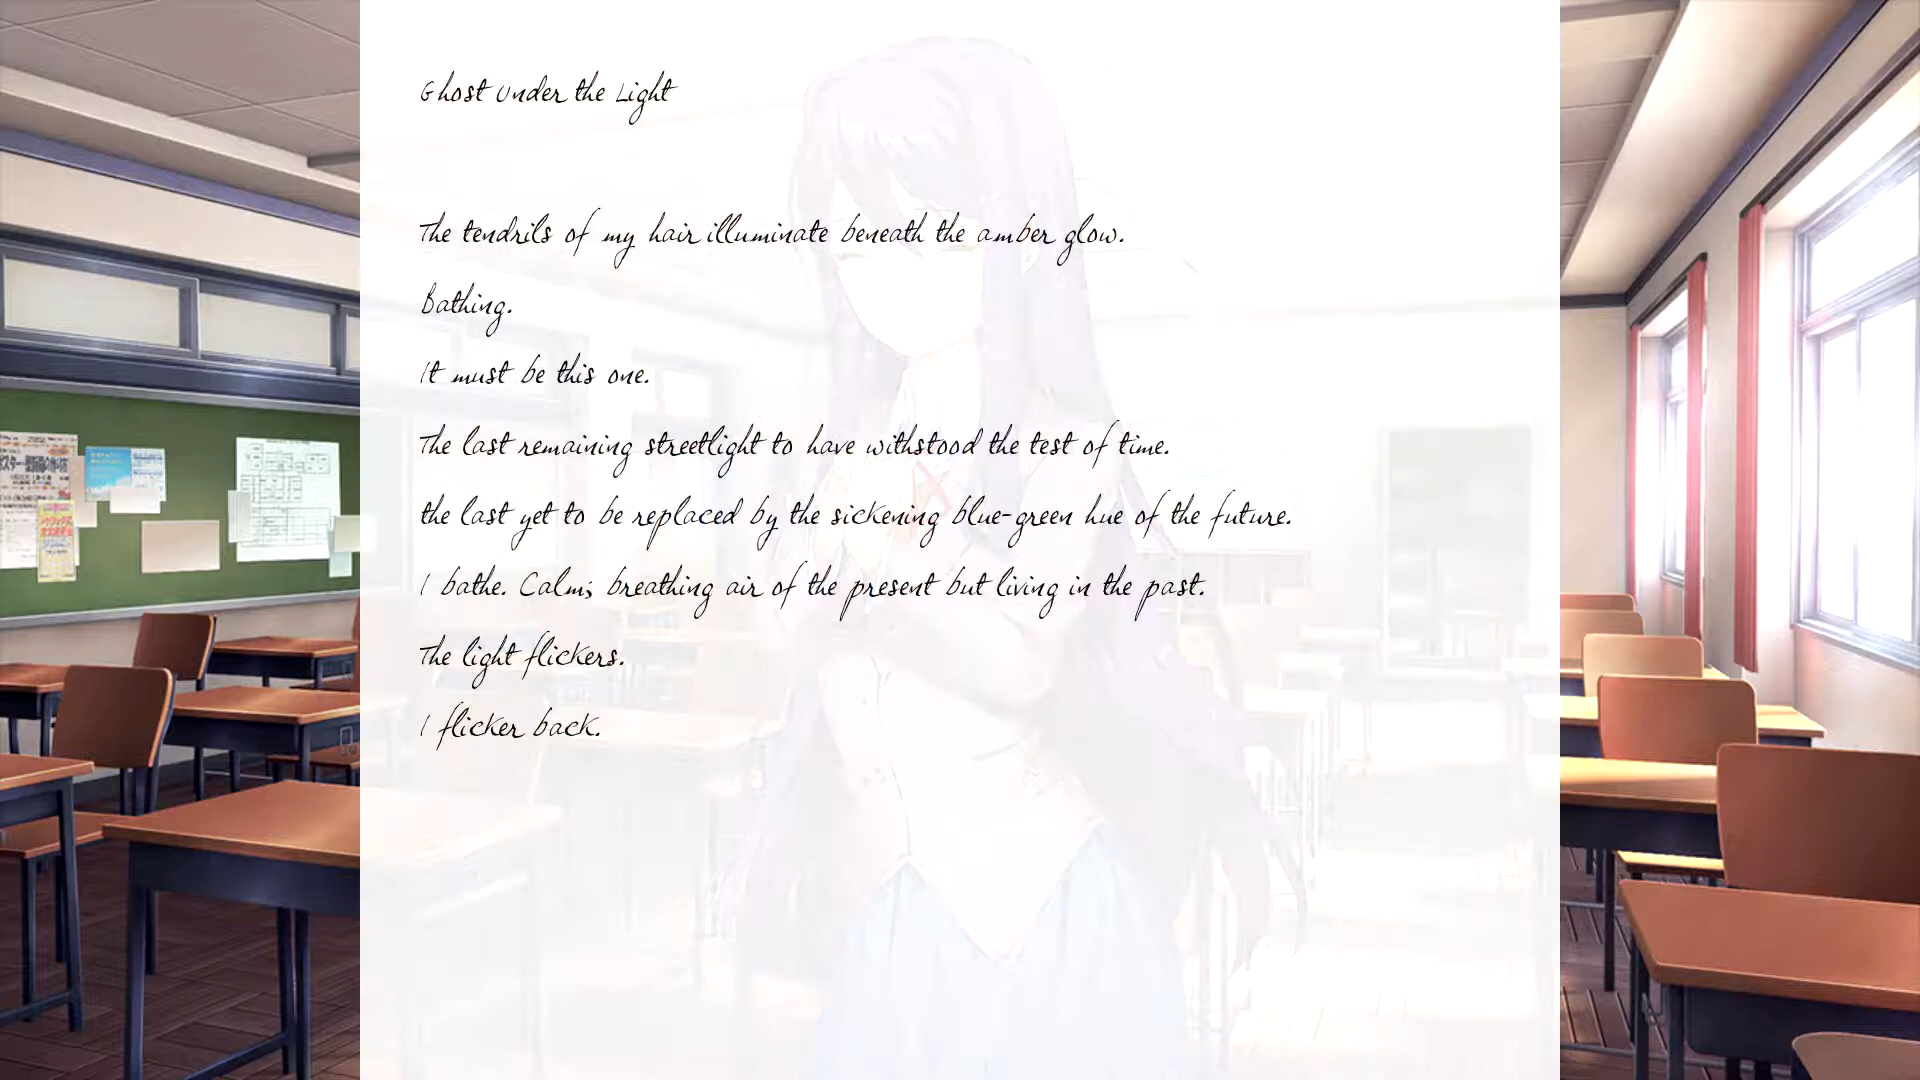 Ghost Under the Light
The tendrils of my hair illuminate beneath the amber glow.
Bathing.
It must be this one.
The last remaining streetlight to have withstood the test of time.
the last yet to be replaced by the sickening blue-green hue of the future.
I bathe. Calm; breathing air of the present but living in the past.
The light flickers.
I flicker back.